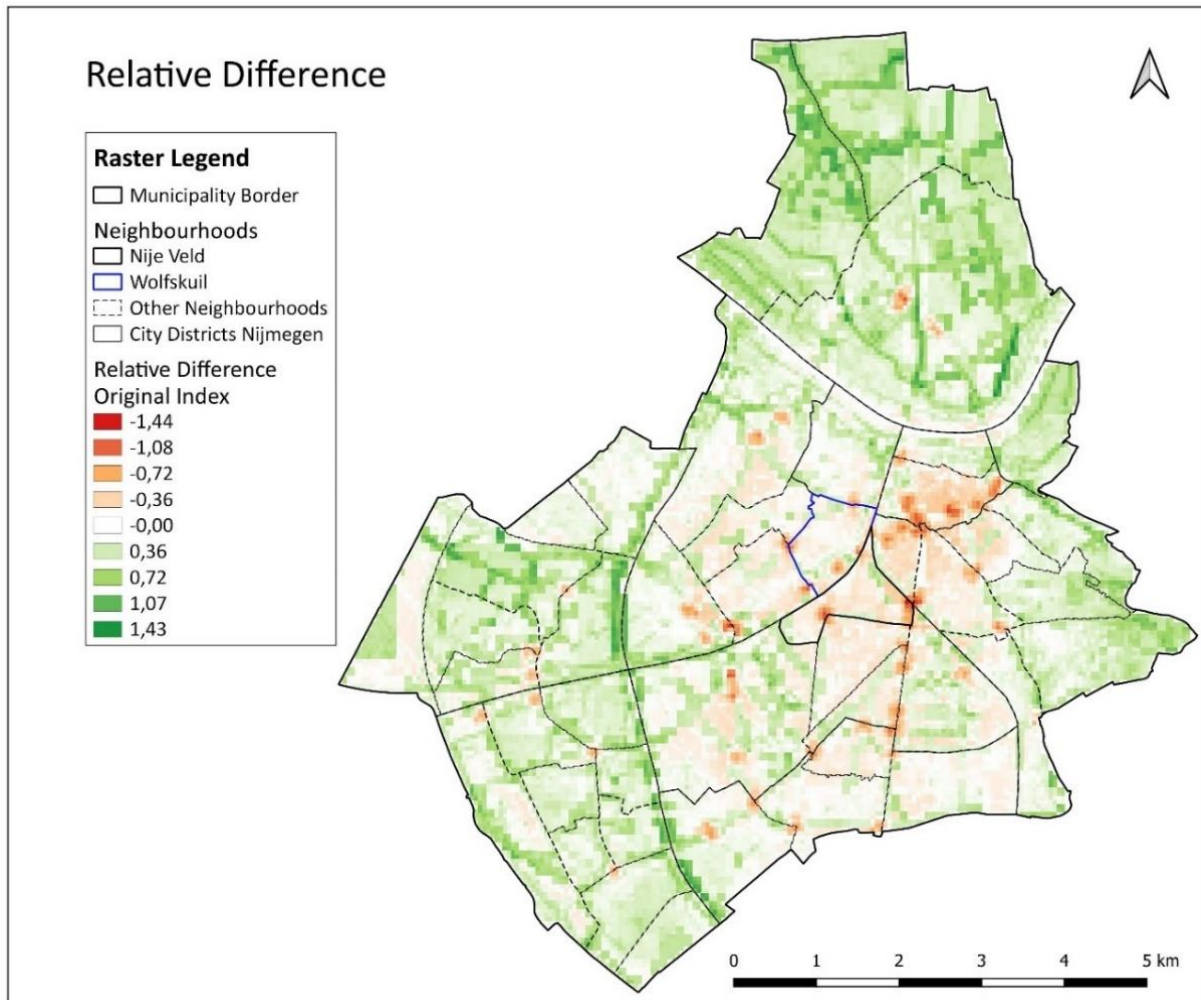 Relative Difference
Raster Legend
Municipality Border
Neighbourhoods
Nije Veld
Wolfskuil
Other Neighbourhoods
City Districts Nijmegen
Relative Difference
Original Index
-1,44
-1,08
-0,72
-0,36
-0,00
0,36
0,72
1,07
1,43
0 1 2 3 4 5 km